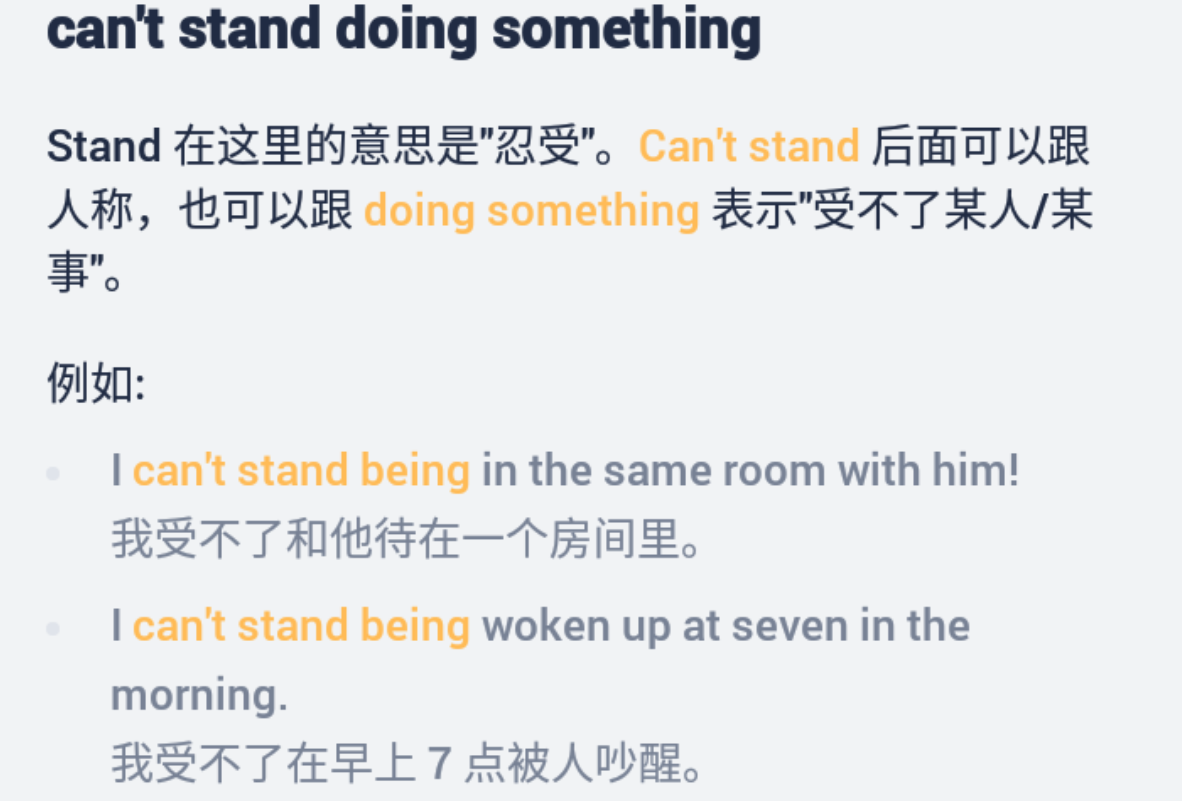 can't stand doing something
Stand 在这里的意思是"忍受"。Can't stand 后面可以跟
人称，也可以跟 doing something 表示"受不了某人/某
事"。
例如:
I can't stand being in the same room with him!
我受不了和他待在一个房间里。
I can't stand being woken up at seven in the
morning.
我受不了在早上 7 点被人吵醒。